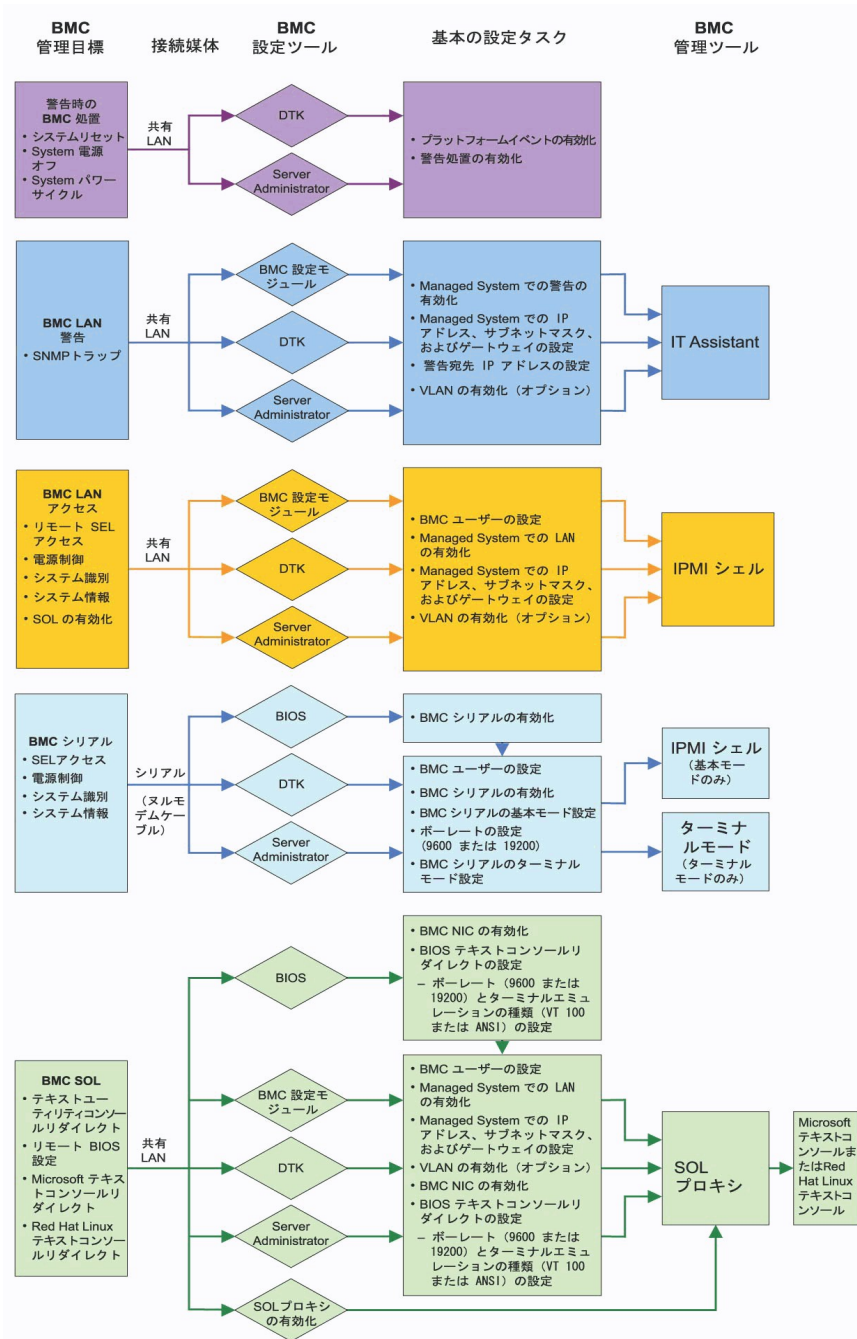 BMC
管理目標
接続媒体
BMC
設定ツール
基本の設定タスク
BMC
管理ツール
警告時の
BMC 処置
• システムリセット
• System 電源
オフ
• System パワー
サイクル
共有
LAN
DTK
Server
Administrator
• プラットフォームイベントの有効化
• 警告処置の有効化
BMC LAN
警告
• SNMPトラップ
共有
LAN
BMC 設定モ
ジュール
DTK
Server
Administrator
• Managed System での警告の
有効化
• Managed System での IP
アドレス、サブネットマスク、
およびゲートウェイの設定
• 警告宛先 IP アドレスの設定
• VLAN の有効化（オプション）
IT Assistant
BMC LAN
アクセス
• リモート SEL
アクセス
• 電源制御
• システム識別
• システム情報
• SOL の有効化
共有
LAN
BMC 設定モ
ジュール
DTK
Server
Administrator
• BMC ユーザーの設定
• Managed System での LAN
の有効化
• Managed System での IP
アドレス、サブネットマスク、
およびゲートウェイの設定
• VLAN の有効化（オプション）
IPMI シェル
BMC シリアル
• SELアクセス
• 電源制御
• システム識別
• システム情報
シリアル
（ヌルモ
デムケー
ブル）
BIOS
DTK
Server
Administrator
• BMC シリアルの有効化
• BMC ユーザーの設定
• BMC シリアルの有効化
• BMC シリアルの基本モード設定
• ボーレートの設定
(9600 または 19200)
• BMC シリアルのターミナル
モード設定
IPMI シェル
（基本モー
ドのみ）
ターミナ
ルモード
（ターミナル
モードのみ）
BMC SOL
• テキストユー
ティリティコンソー
ルリダイレクト
• リモート BIOS
設定
• Microsoft テキス
トコンソールリ
ダイレクト
• Red Hat Linux
テキストコンソー
ルリダイレクト
共有
LAN
BIOS
BMC 設定モ
ジュール
DTK
Server
Administrator
SOLプロキシ
の有効化
• BMC NIC の有効化
• BIOS テキストコンソールリ
ダイレクトの設定
– ボーレート（9600 または
19200）とターミナルエミュ
レーションの種類（VT 100
または ANSI）の設定
• BMC ユーザーの設定
• Managed System での LAN
の有効化
• Managed System での IP
アドレス、サブネットマスク、
およびゲートウェイの設定
• VLAN の有効化（オプション）
• BMC NIC の有効化
• BIOS テキストコンソールリ
ダイレクトの設定
– ボーレート（9600 または
19200）とターミナルエミュ
レーションの種類（VT 100
または ANSI）の設定
SOL
プロキシ
Microsoft
テキストコ
ンソールま
たはRed
Hat Linux
テキストコ
ンソール